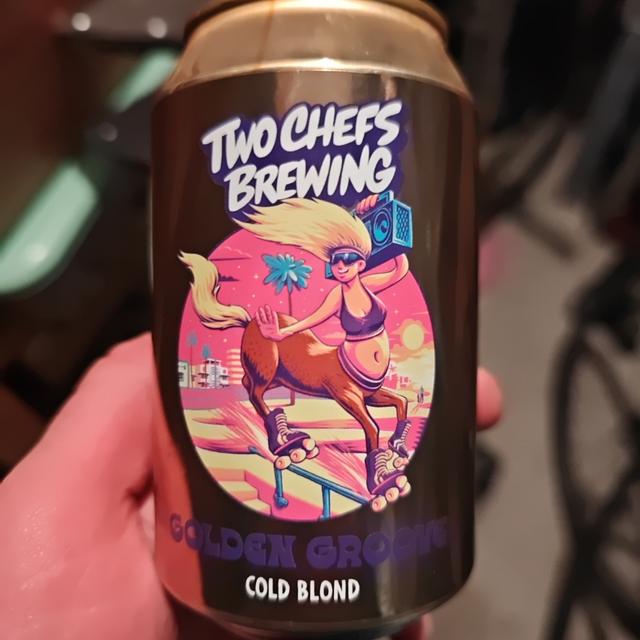 TWO CHEFS
BREWING
GOLDEN GROOVE
COLD BLOND